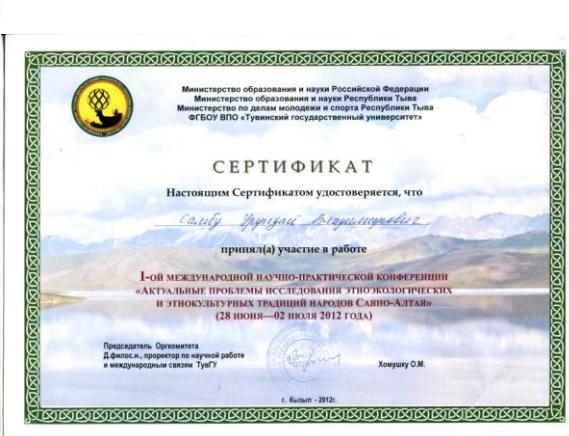 Министерство образования и науки Российской Федерации
Министерство образования и науки Республики Тыва
Министерство по делам молодежи и спорта Республики Тыва
ФГБОУ ВПО «Тувинский государственный университет»
СЕРТИФИКАТ
Настоящим Сертификатом удостоверяется, что
Самбу Владимирович
принял(а) участие в работе
I-ой международной научно-практической конференции
«Актуальные проблемы исследования этноэкологических
и этнокультурных традиций народов Саяно-Алтая»
(28 июня—02 июля 2012 года)
Председатель Оргкомитета
Д.филос.н., проректор по научной работе
и международным связям ТувГУ
Хомушку О.М.
г. Кызыл - 2012г.